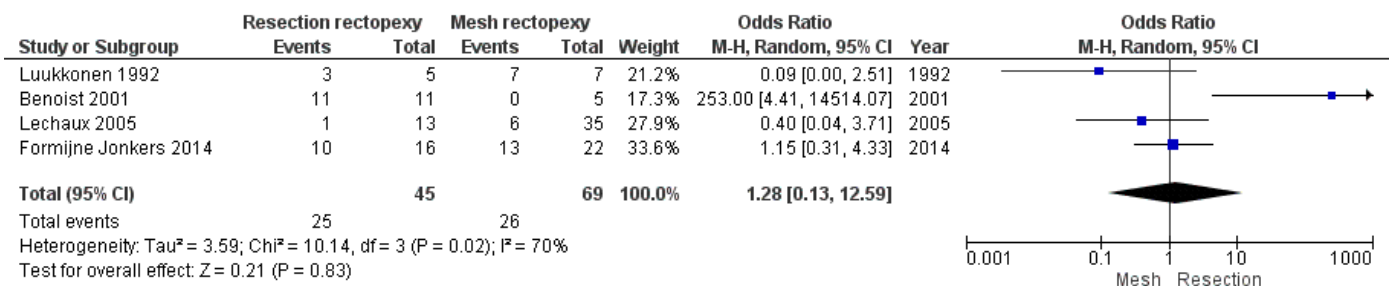 Resection rectopexy Mesh rectopexy Odds Ratio Odds Ratio
Study or Subgroup Events Total Events Total Weight M-H, Random, 95% CI Year M-H, Random, 95% CI
Luukkonen 1992 3 5 7 7 21.2% 0.09 [0.00, 2.51] 1992
Benoist 2001 11 11 0 5 17.3% 253.00 [4.41, 14514.07] 2001
Lechaux 2005 1 13 6 35 27.9% 0.40 [0.04, 3.71] 2005
Formijne Jonkers 2014 10 16 13 22 33.6% 1.15 [0.31, 4.33] 2014
Total (95% CI) 45 69 100.0% 1.28 [0.13, 12.59]
Total events 25 26
Heterogeneity: Tau² = 3.59; Chi² = 10.14, df = 3 (P = 0.02); I² = 70%
Test for overall effect: Z = 0.21 (P = 0.83)
0.001 0.1 1 10 1000
Mesh Resection